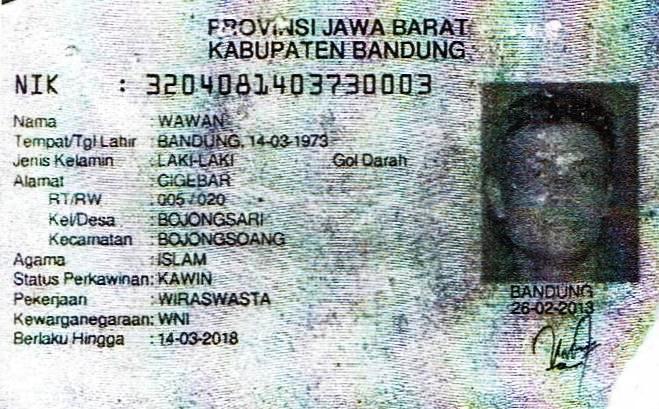 PROVINSI JAWA BARAT
KABUPATEN BANDUNG
NIK : 3204081403730003
Nama : WAWAN
Tempat/Tgl Lahir : BANDUNG, 14-03-1973
Jenis Kelamin : LAKI-LAKI Gol Darah
Alamat : CIGEBAR
RT/RW : 005 / 020
Kel/Desa : BOJONGSARI
Kecamatan : BOJONGSOANG
Agama : ISLAM
Status Perkawinan: KAWIN
Pekerjaan : WIRASWASTA
Kewarganegaraan: WNI
Berlaku Hingga : 14-03-2018
BANDUNG
26-02-2013